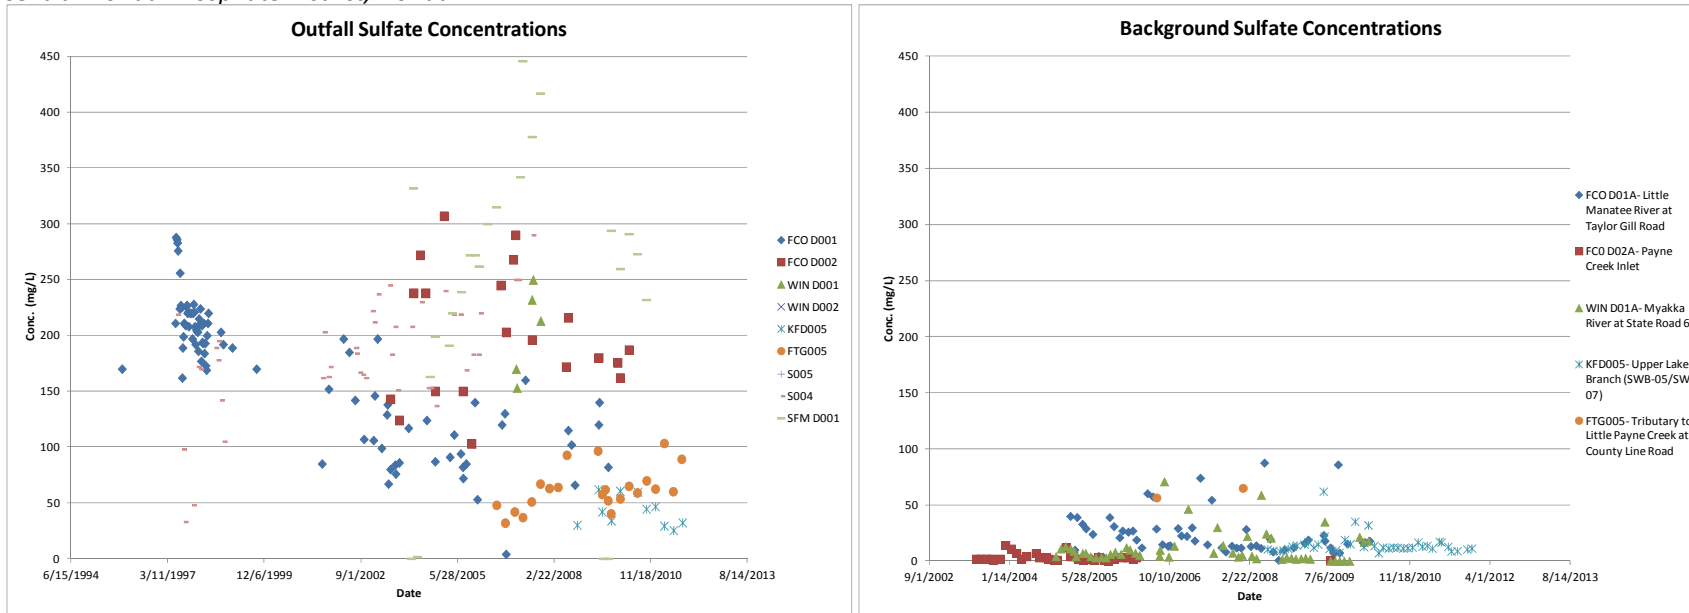 Outfall Sulfate Concentrations
450
400
350
300
250
200
150
100
50
0
Conc. (mg/L)
6/15/1994
3/11/1997
12/6/1999
9/1/2002
5/28/2005
2/22/2008
11/18/2010
8/14/2013
Date
FCO D001
FCO D002
WIN D001
WIN D002
KFD005
FTG005
S005
S004
SFM D001
Background Sulfate Concentrations
450
400
350
300
250
200
150
100
50
0
Conc. (mg/L)
9/1/2002
1/14/2004
5/28/2005
10/10/2006
2/22/2008
7/6/2009
11/18/2010
4/1/2012
8/14/2013
Date
FCO D01A- Little
Manatee River at
Taylor Gill Road
FC0 D02A- Payne
Creek Inlet
WIN D01A- Myakka
River at State Road 6
KFD005- Upper Lake
Branch (SWB-05/SW
07)
FTG005- Tributary to
Little Payne Creek at
County Line Road